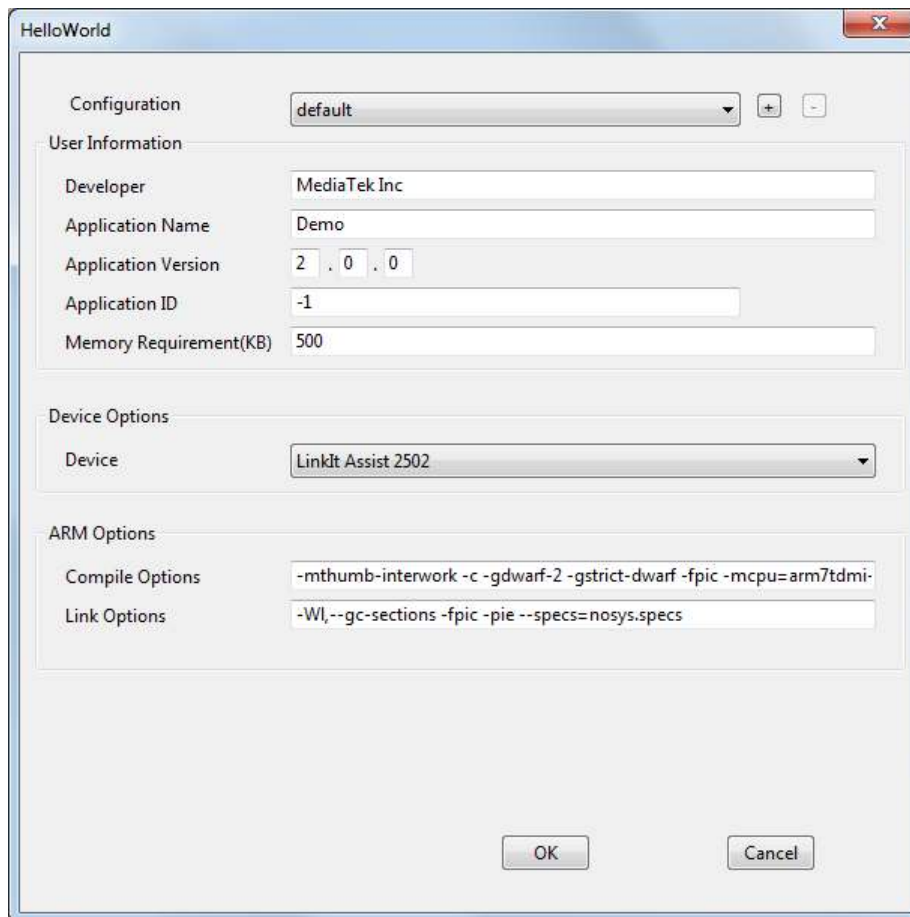 HelloWorld
Configuration default + -
User Information
Developer MediaTek Inc
Application Name Demo
Application Version 2 . 0 . 0
Application ID -1
Memory Requirement(KB) 500
Device Options
Device LinkIt Assist 2502
ARM Options
Compile Options -mthumb-interwork -c -gdwarf-2 -gstrict-dwarf -fpic -mcpu=arm7tdmi-
Link Options -Wl,--gc-sections -fpic -pie --specs=nosys.specs
OK Cancel